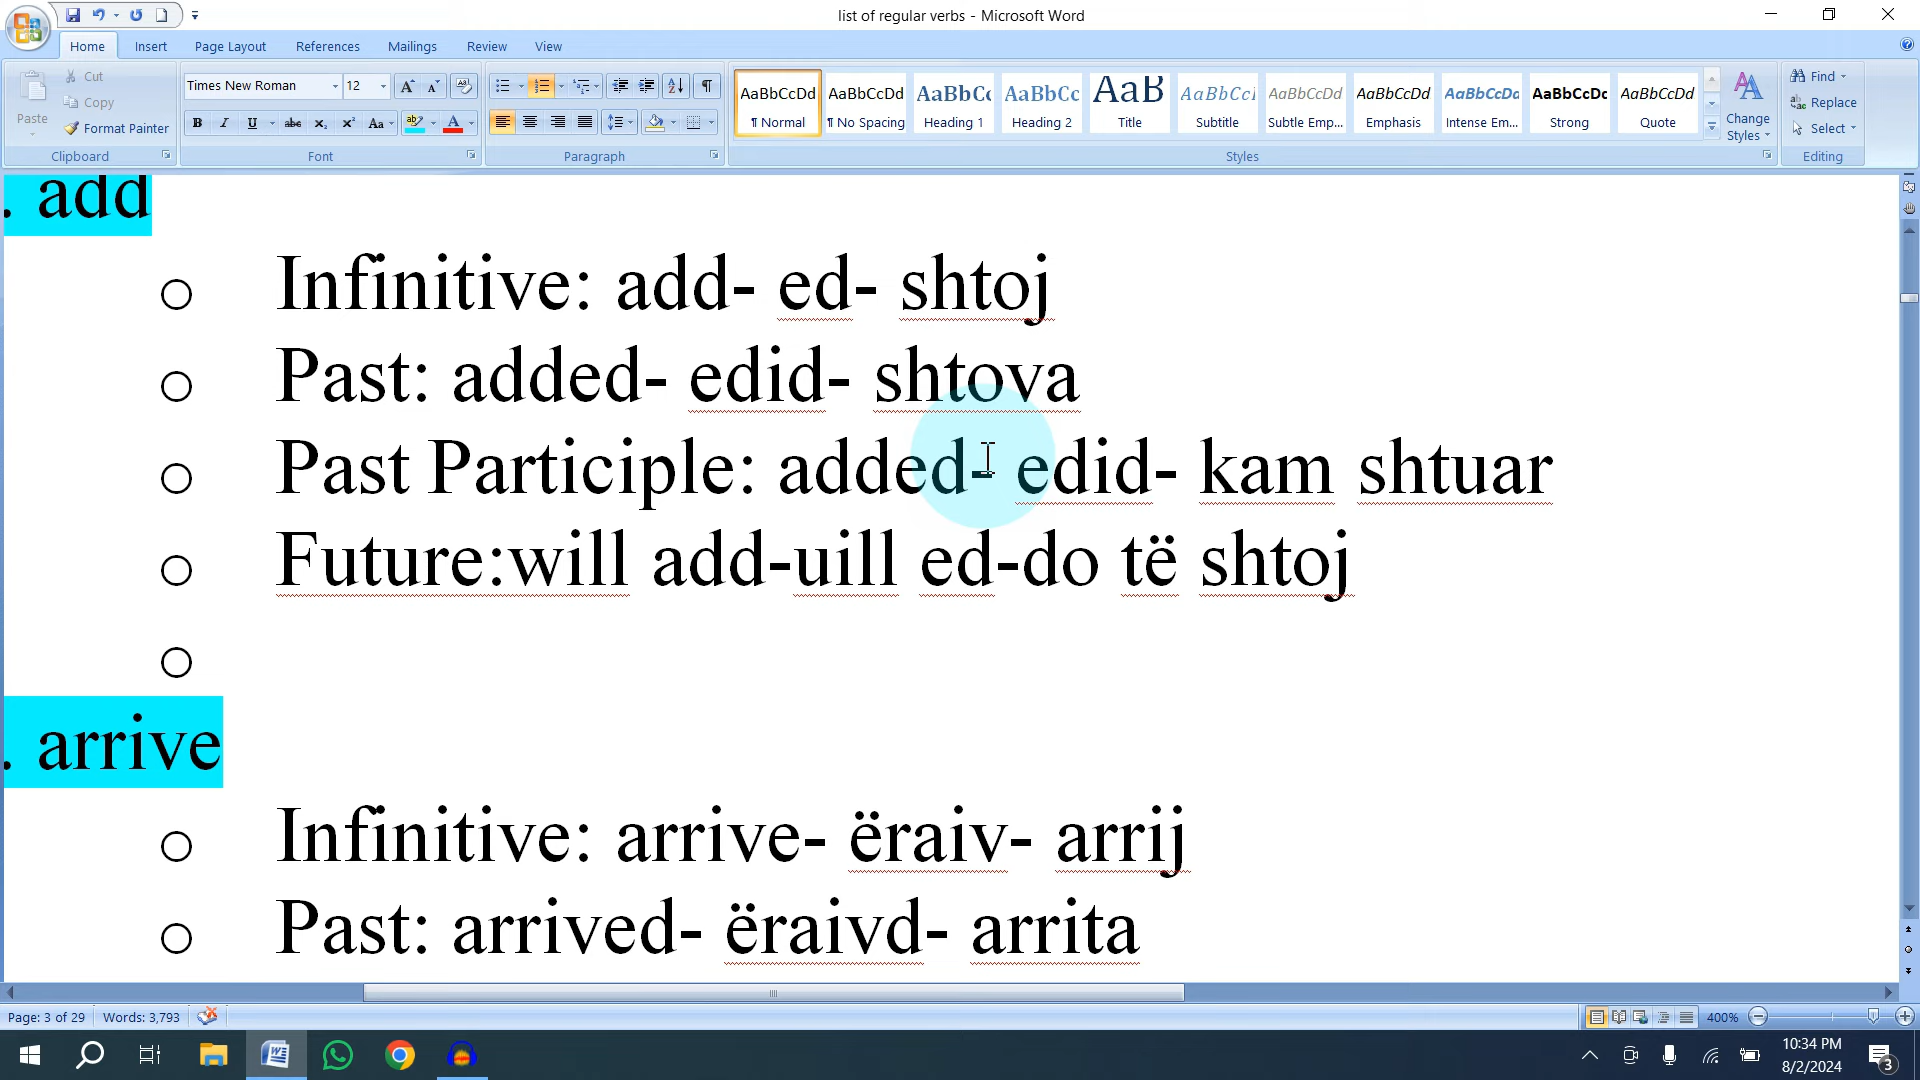 list of regular verbs - Microsoft Word
Home Insert Page Layout References Mailings Review View
Paste
Cut
Copy
Format Painter
Clipboard
Times New Roman 12
Font
Paragraph
AaBbCcDd AaBbCcDd AaBbCc AaBbCc AaB AaBbCcI AaBbCcDd AaBbCcDd AaBbCcDd AaBbCcDc AaBbCcDd
¶ Normal ¶ No Spacing Heading 1 Heading 2 Title Subtitle Subtle Emp... Emphasis Intense Em... Strong Quote
Change Styles
Styles
Find
Replace
Select
Editing
. add
o Infinitive: add- ed- shtoj
o Past: added- edid- shtova
o Past Participle: added- edid- kam shtuar
o Future:will add-uill ed-do të shtoj
o
. arrive
o Infinitive: arrive- ëraiv- arrij
o Past: arrived- ëraivd- arrita
Page: 3 of 29 Words: 3,793 400%
10:34 PM
8/2/2024
3